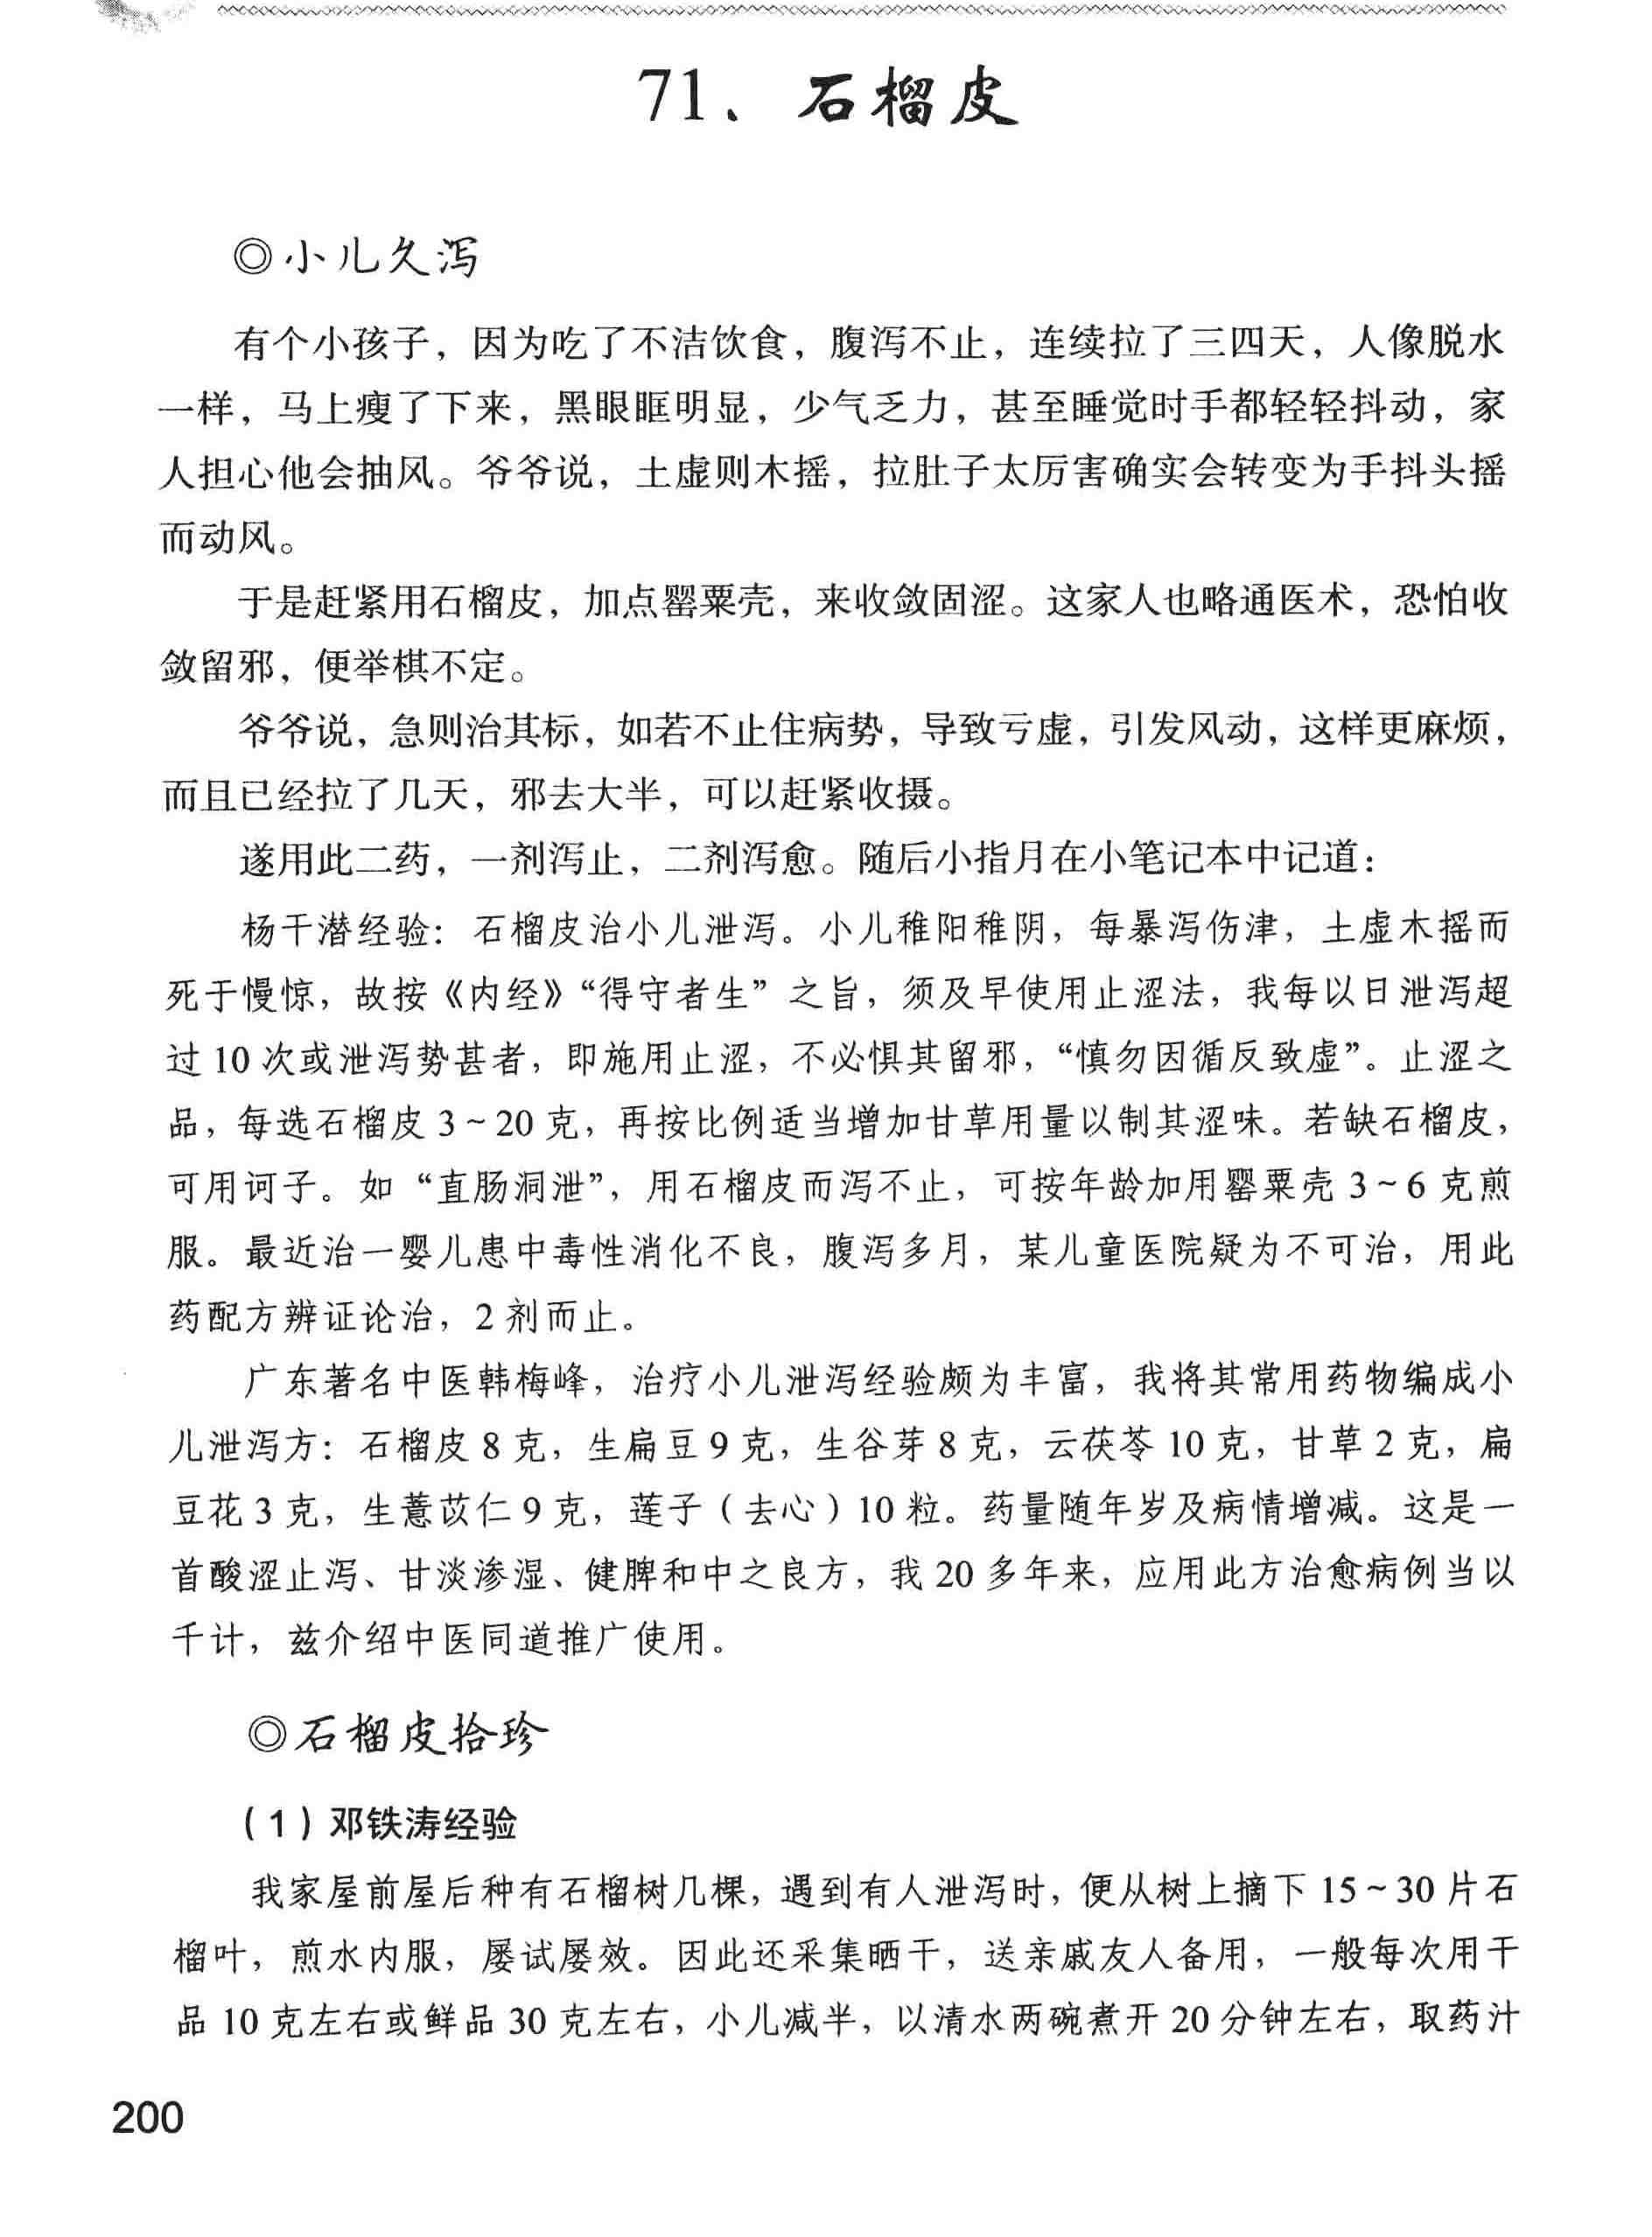 71、石榴皮
◎小儿久泻
有个小孩子，因为吃了不洁饮食，腹泻不止，连续拉了三四天，人像脱水
一样，马上瘦了下来，黑眼眶明显，少气乏力，甚至睡觉时手都轻轻抖动，家
人担心他会抽风。爷爷说，土虚则木摇，拉肚子太厉害确实会转变为手抖头摇
而动风。
于是赶紧用石榴皮，加点罂粟壳，来收敛固涩。这家人也略通医术，恐怕收
敛留邪，便举棋不定。
爷爷说，急则治其标，如若不止住病势，导致亏虚，引发风动，这样更麻烦，
而且已经拉了几天，邪去大半，可以赶紧收摄。
遂用此二药，一剂泻止，二剂泻愈。随后小指月在小笔记本中记道：
杨干潜经验：石榴皮治小儿泄泻。小儿稚阳稚阴，每暴泻伤津，土虚木摇而
死于慢惊，故按《内经》“得守者生”之旨，须及早使用止涩法，我每以日泄泻超
过 10 次或泄泻势甚者，即施用止涩，不必惧其留邪，“慎勿因循反致虚”。止涩之
品，每选石榴皮 3～20 克，再按比例适当增加甘草用量以制其涩味。若缺石榴皮，
可用诃子。如“直肠洞泄”，用石榴皮而泻不止，可按年龄加用罂粟壳 3～6 克煎
服。最近治一婴儿患中毒性消化不良，腹泻多月，某儿童医院疑为不可治，用此
药配方辨证论治，2 剂而止。
广东著名中医韩梅峰，治疗小儿泄泻经验颇为丰富，我将其常用药物编成小
儿泄泻方：石榴皮 8 克，生扁豆 9 克，生谷芽 8 克，云茯苓 10 克，甘草 2 克，扁
豆花 3 克，生薏苡仁 9 克，莲子（去心）10 粒。药量随年岁及病情增减。这是一
首酸涩止泻、甘淡渗湿、健脾和中之良方，我 20 多年来，应用此方治愈病例当以
千计，兹介绍中医同道推广使用。
◎石榴皮拾珍
（1）邓铁涛经验
我家屋前屋后种有石榴树几棵，遇到有人泄泻时，便从树上摘下 15～30 片石
榴叶，煎水内服，屡试屡效。因此还采集晒干，送亲戚友人备用，一般每次用干
品 10 克左右或鲜品 30 克左右，小儿减半，以清水两碗煮开 20 分钟左右，取药汁
200